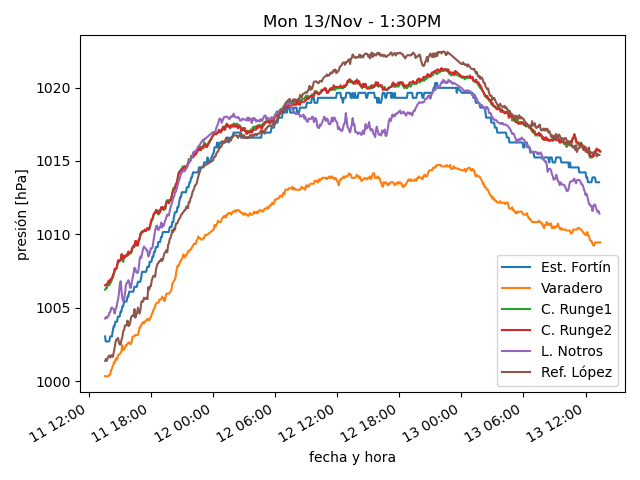 Mon 13/Nov - 1:30PM
presión [hPa]
1020
1015
1010
1005
1000
Est. Fortín
Varadero
C. Runge1
C. Runge2
L. Notros
Ref. López
11 12:00
11 18:00
12 00:00
12 06:00
12 12:00
12 18:00
13 00:00
13 06:00
13 12:00
fecha y hora